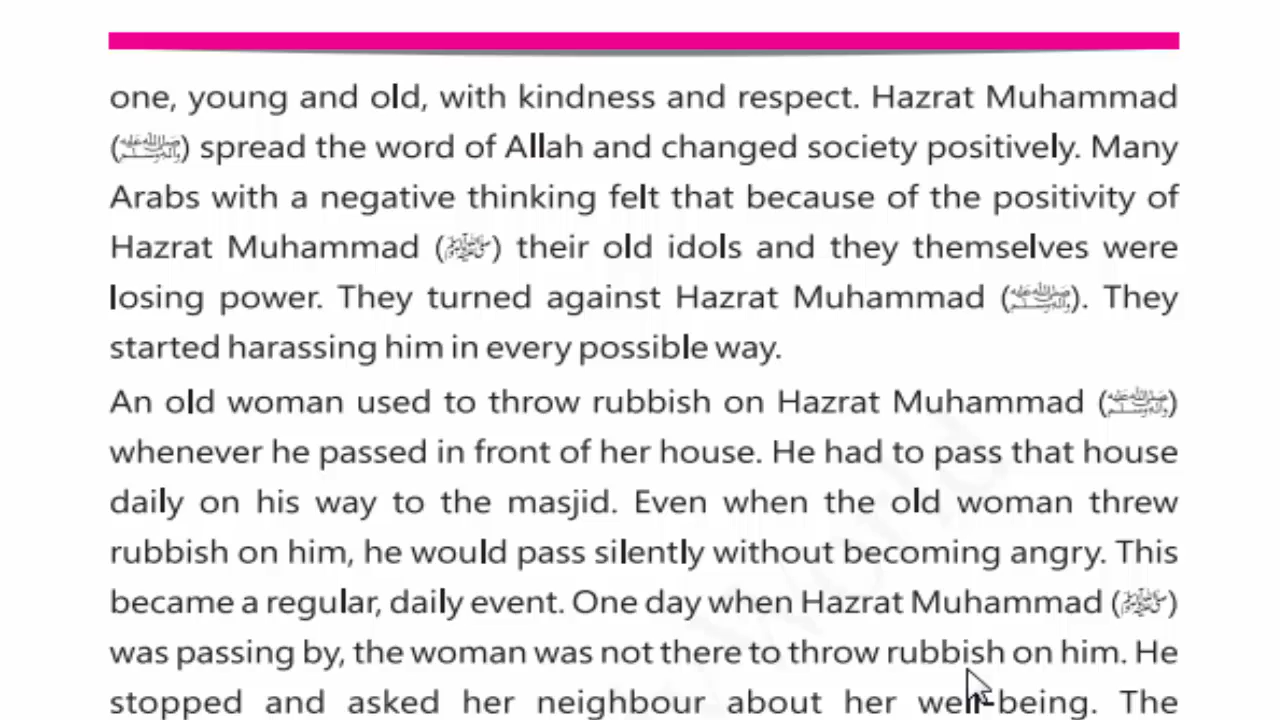 one, young and old, with kindness and respect. Hazrat Muhammad
(صلى الله عليه وآله وسلم) spread the word of Allah and changed society positively. Many
Arabs with a negative thinking felt that because of the positivity of
Hazrat Muhammad (ﷺ) their old idols and they themselves were
losing power. They turned against Hazrat Muhammad (صلى الله عليه وآله وسلم). They
started harassing him in every possible way.
An old woman used to throw rubbish on Hazrat Muhammad (صلى الله عليه وآله وسلم)
whenever he passed in front of her house. He had to pass that house
daily on his way to the masjid. Even when the old woman threw
rubbish on him, he would pass silently without becoming angry. This
became a regular, daily event. One day when Hazrat Muhammad (ﷺ)
was passing by, the woman was not there to throw rubbish on him. He
stopped and asked her neighbour about her well-being. The